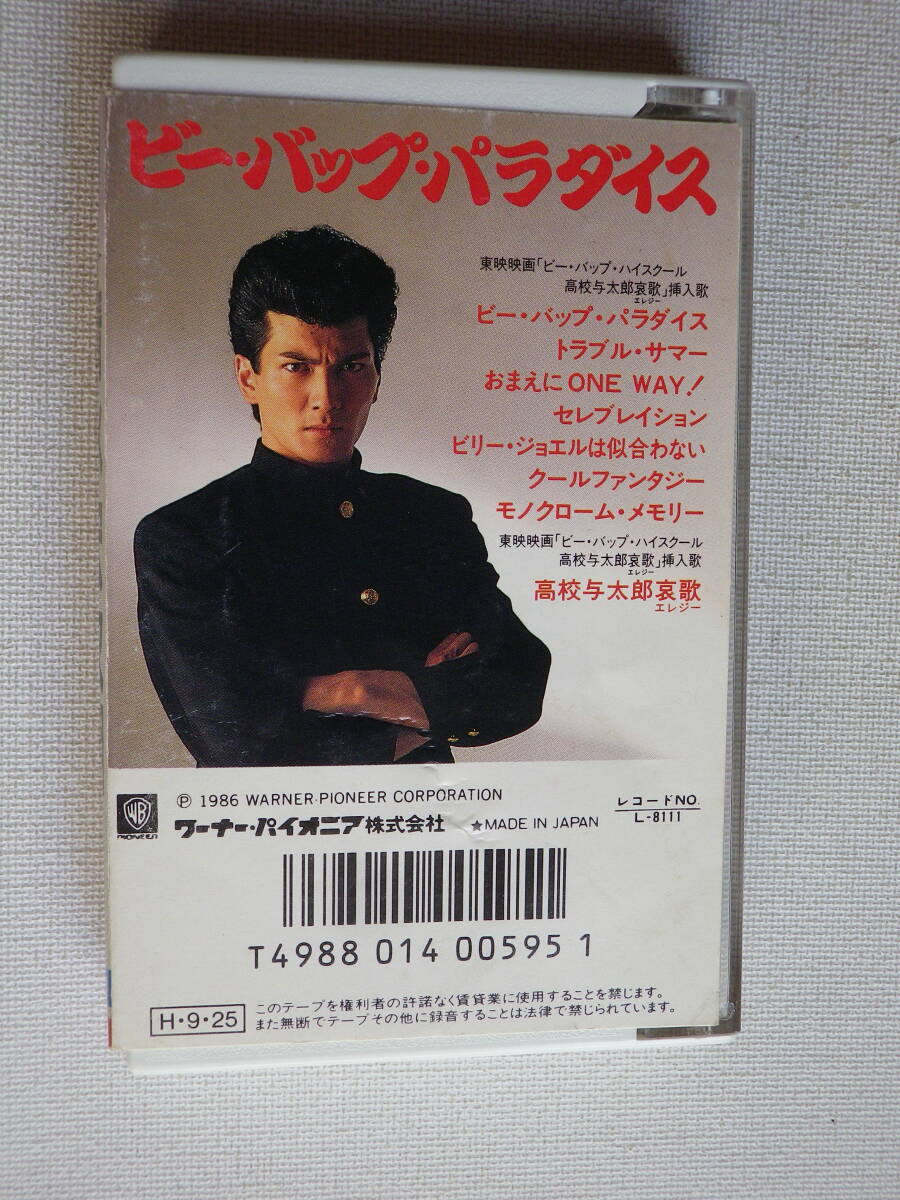 ビー・バップ・パラダイス
東映映画「ビー・バップ・ハイスクール
高校与太郎哀歌」挿入歌
エレジー
ビー・バップ・パラダイス
トラブル・サマー
おまえに ONE WAY!
セレブレイション
ビリー・ジョエルは似合わない
クールファンタジー
モノクローム・メモリー
東映映画「ビー・バップ・ハイスクール
高校与太郎哀歌」挿入歌
エレジー
高校与太郎哀歌
エレジー
WB
PIONEER
Ⓟ 1986 WARNER-PIONEER CORPORATION
ワーナー・パイオニア株式会社 ★MADE IN JAPAN
レコードNO.
L-8111
T4988 014 00595 1
H・9・25
このテープを権利者の許諾なく賃貸業に使用することを禁じます。
また無断でテープその他に録音することは法律で禁じられています。